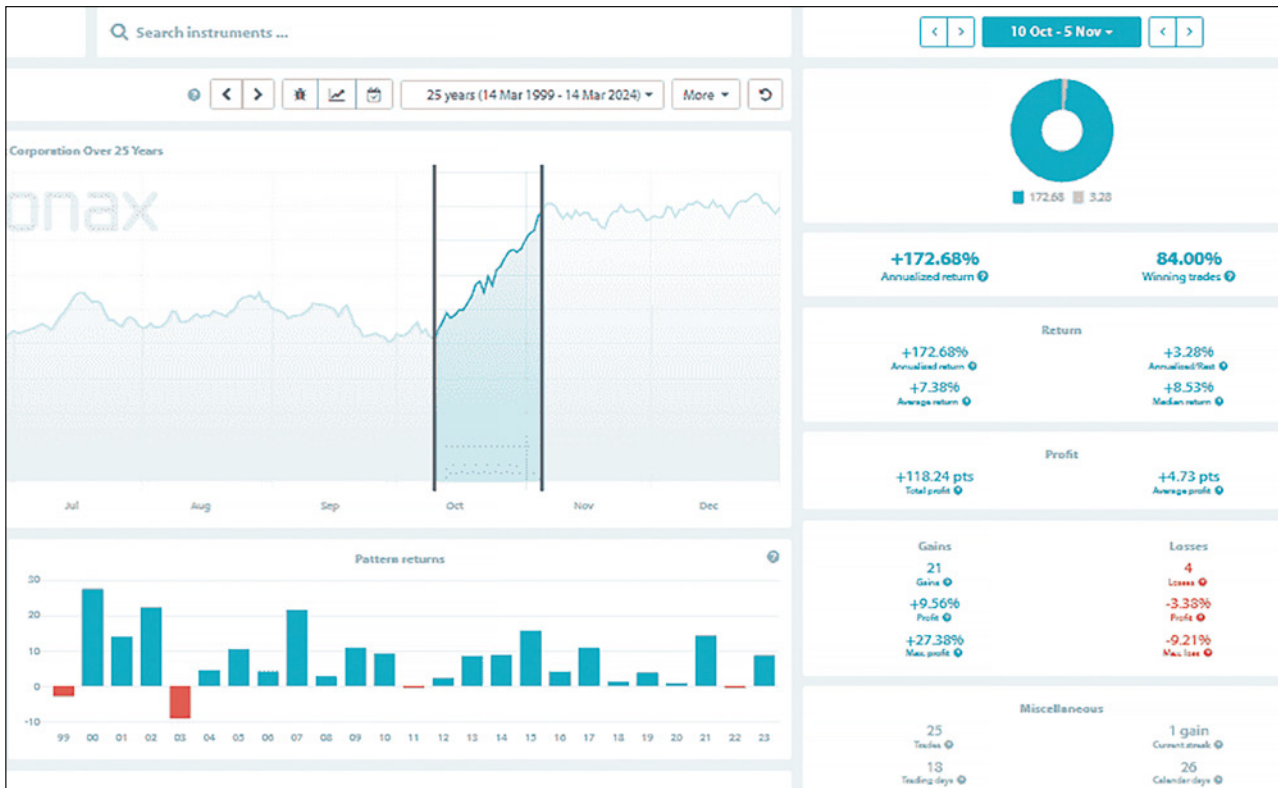 Search instruments ...
10 Oct - 5 Nov
25 years (14 Mar 1999 - 14 Mar 2024)
More
172.68 3.28
Corporation Over 25 Years
onax
Jul Aug Sep Oct Nov Dec
+172.68% 84.00%
Annualized return Winning trades
Return
+172.68% +3.28%
Annualized return Annualized/Rest
+7.38% +8.53%
Average return Median return
Profit
+118.24 pts +4.73 pts
Total profit Average profit
Pattern returns
30
20
10
0
-10
99 00 01 02 03 04 05 06 07 08 09 10 11 12 13 14 15 16 17 18 19 20 21 22 23
Gains Losses
21 4
Gains Losses
+9.56% -3.38%
Profit Profit
+27.38% -9.21%
Max. profit Max. loss
Miscellaneous
25 1 gain
Trades Current streak
18 26
Trading days Calendar days